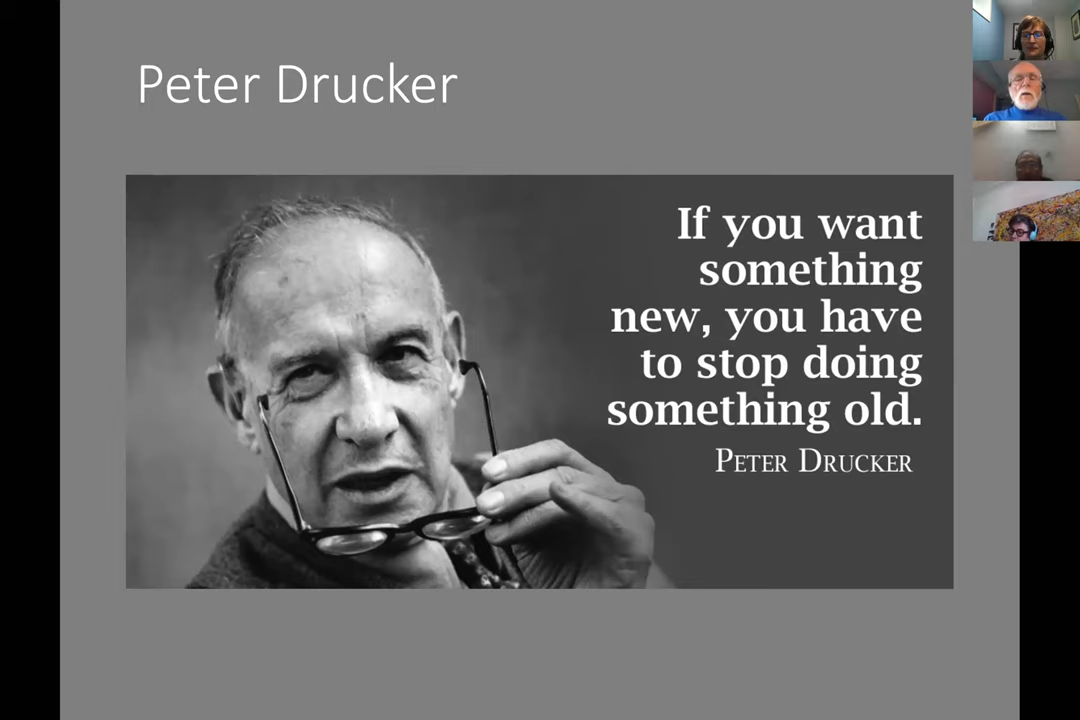 Peter Drucker
If you want
something
new, you have
to stop doing
something old.
PETER DRUCKER